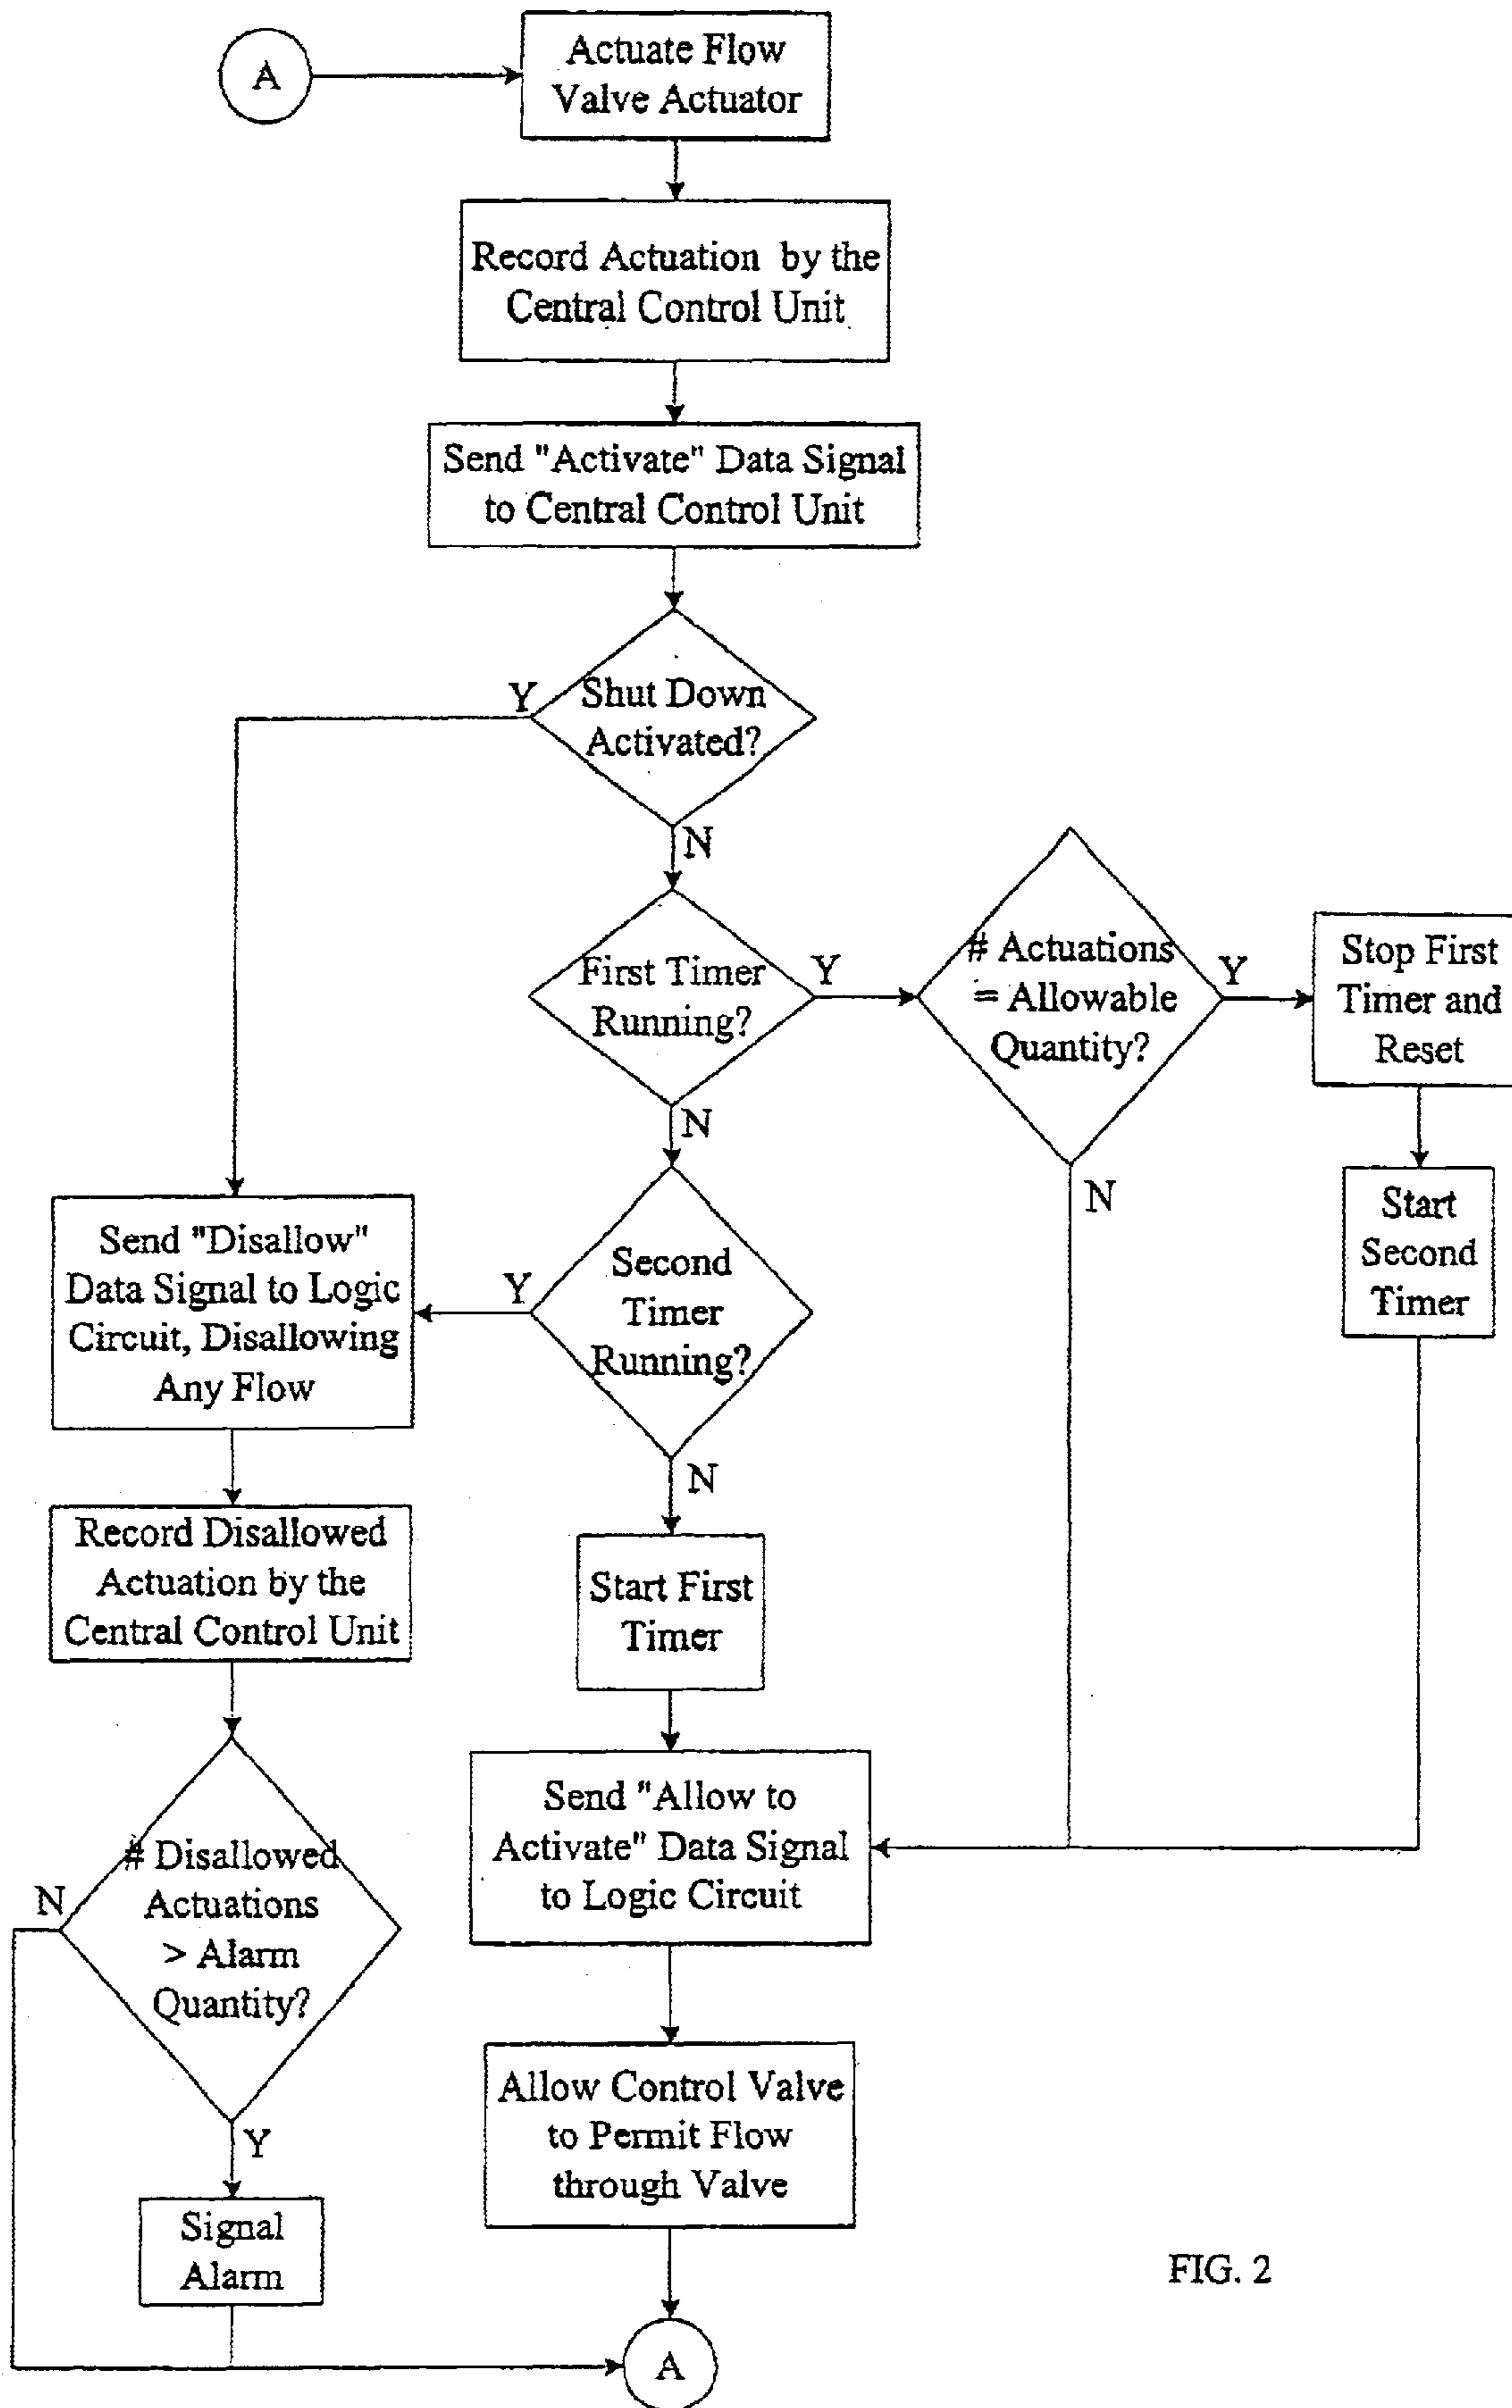 A
Actuate Flow
Valve Actuator
Record Actuation by the
Central Control Unit
Send "Activate" Data Signal
to Central Control Unit
Shut Down
Activated?
Y
N
First Timer
Running?
Y
N
# Actuations
= Allowable
Quantity?
Y
N
Stop First
Timer and
Reset
Start
Second
Timer
Second
Timer
Running?
Y
N
Send "Disallow"
Data Signal to Logic
Circuit, Disallowing
Any Flow
Record Disallowed
Actuation by the
Central Control Unit
Start First
Timer
Send "Allow to
Activate" Data Signal
to Logic Circuit
# Disallowed
Actuations
> Alarm
Quantity?
N
Y
Allow Control Valve
to Permit Flow
through Valve
Signal
Alarm
A
FIG. 2